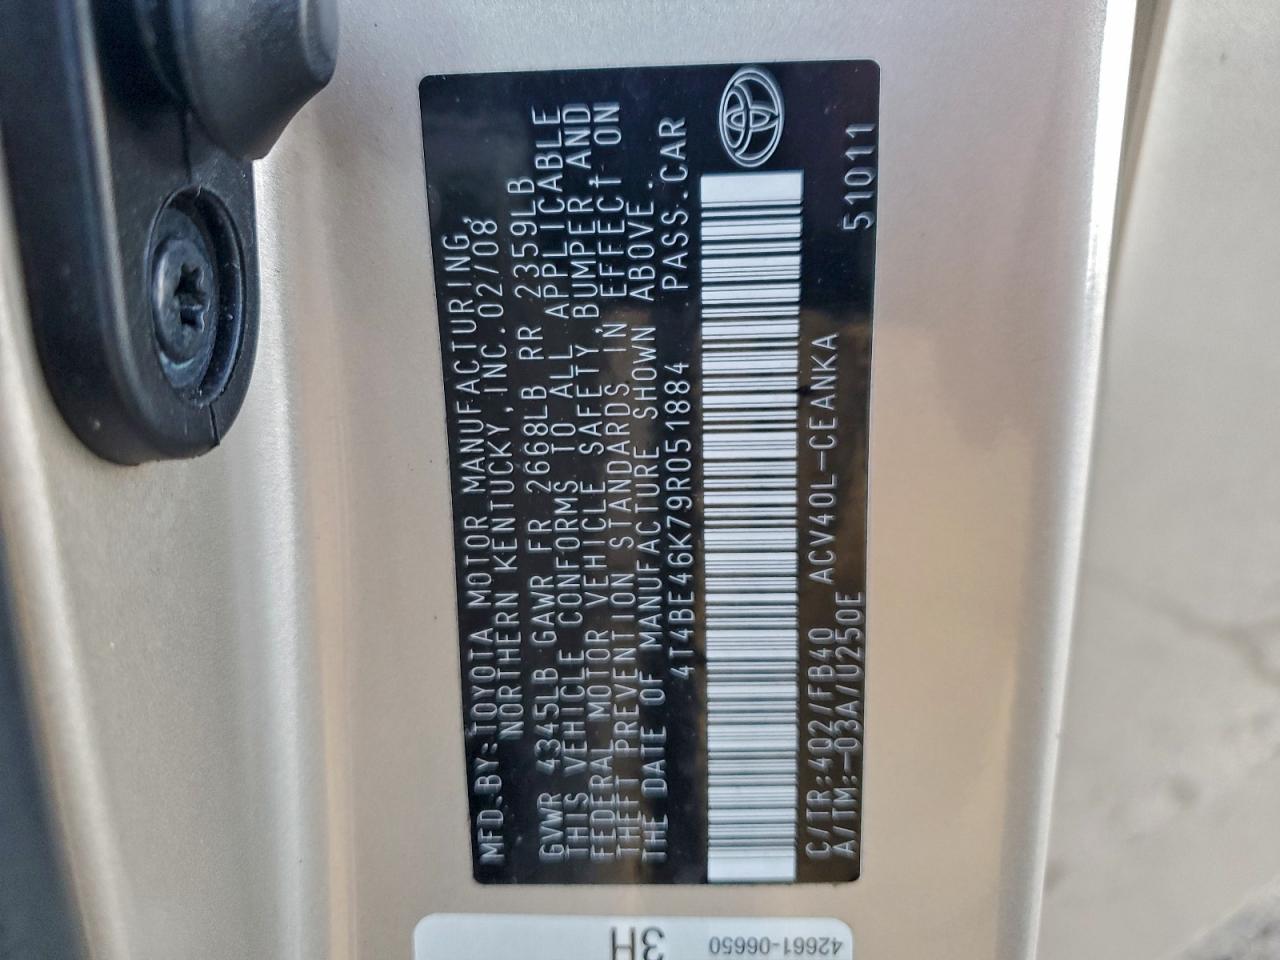 MFD.BY:TOYOTA MOTOR MANUFACTURING,
NORTHERN KENTUCKY,INC.02/08
GVWR 4345LB GAWR FR 2668LB RR 2359LB
THIS VEHICLE CONFORMS TO ALL APPLICABLE
FEDERAL MOTOR VEHICLE SAFETY,BUMPER,AND
THEFT PREVENTION STANDARDS IN EFFECT ON
THE DATE OF MANUFACTURE SHOWN ABOVE.
4T4BE46K79R051884 PASS.CAR
C/TR:4Q2/FB40 ACV40L-CEANKA
A/TM:-03A/U250E 51011
3H
42661-06650